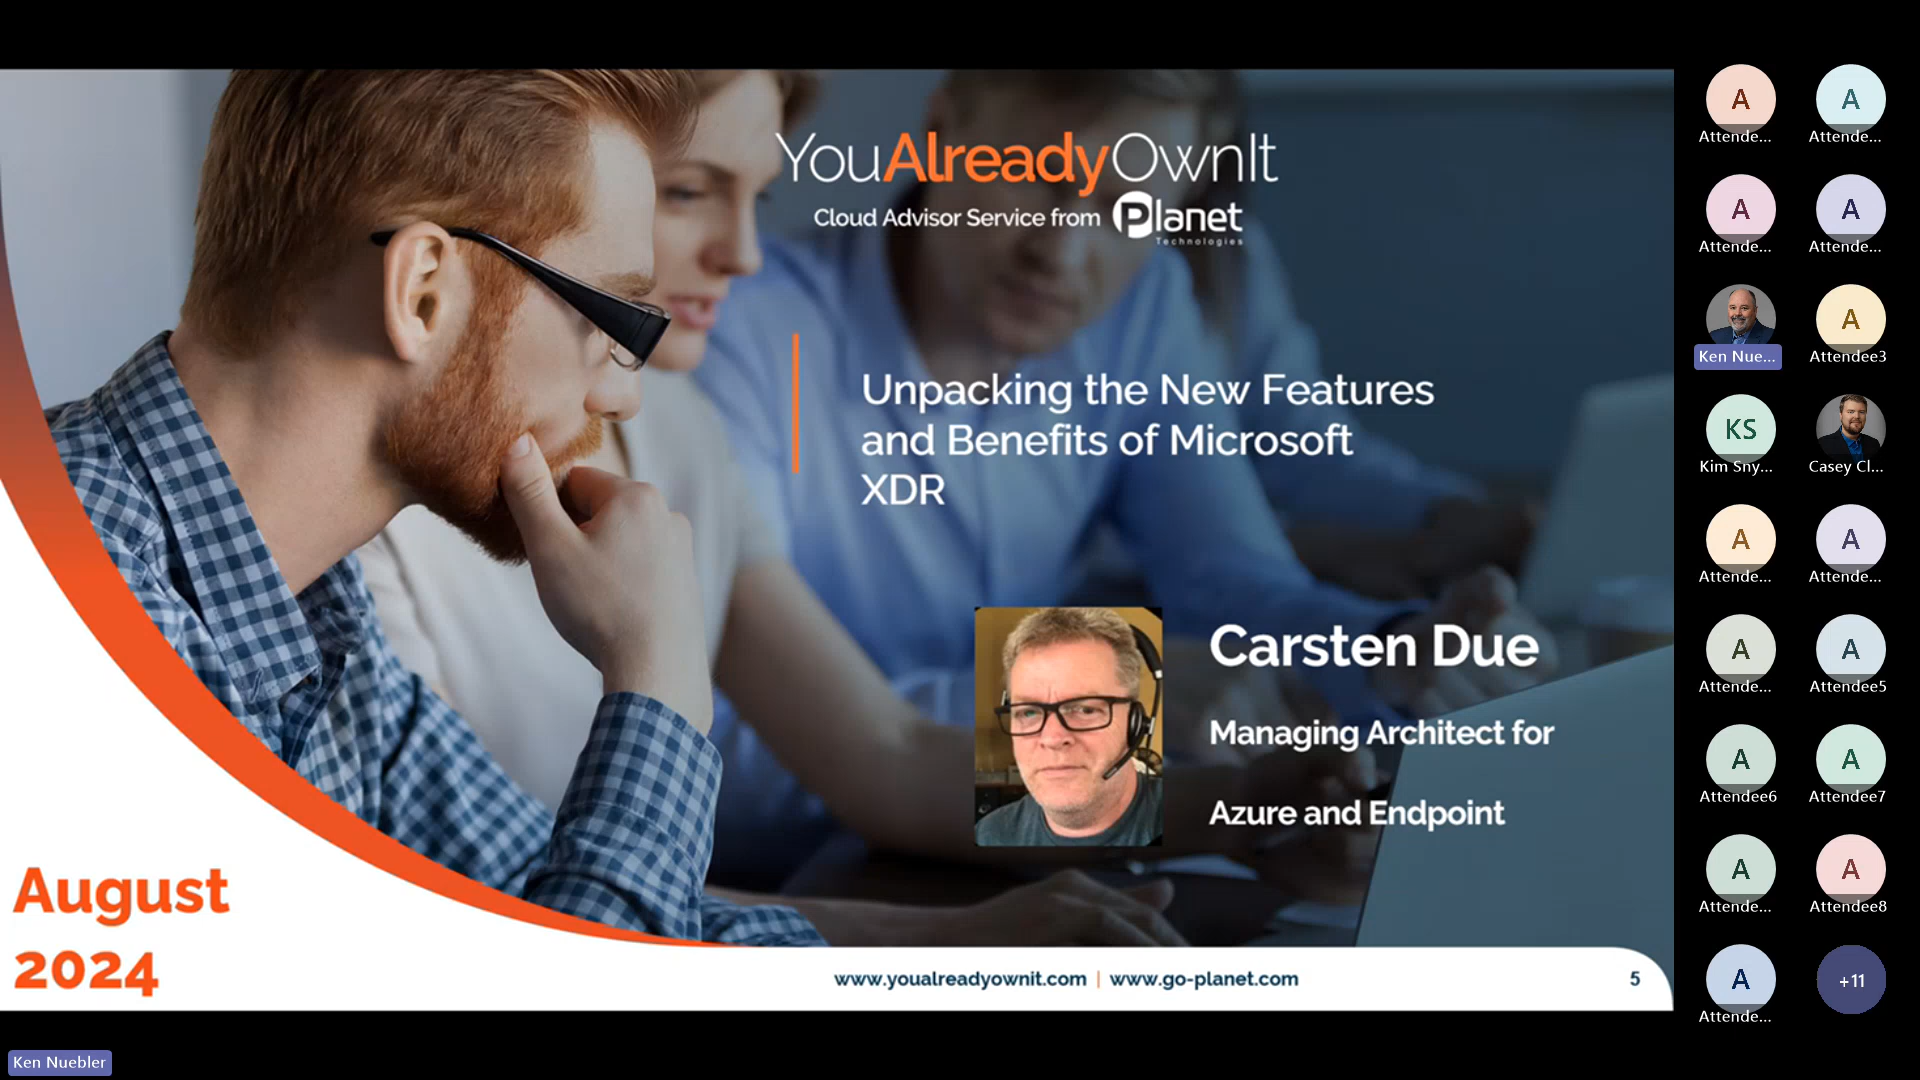 YouAlreadyOwnIt
Cloud Advisor Service from Planet
Technologies
Unpacking the New Features
and Benefits of Microsoft
XDR
Carsten Due
Managing Architect for
Azure and Endpoint
August
2024
www.youalreadyownit.com | www.go-planet.com
5
Ken Nuebler
A A
Attende... Attende...
A A
Attende... Attende...
A
Ken Nue... Attendee3
KS
Kim Sny... Casey Cl...
A A
Attende... Attende...
A A
Attende... Attendee5
A A
Attendee6 Attendee7
A A
Attende... Attendee8
A +11
Attende...